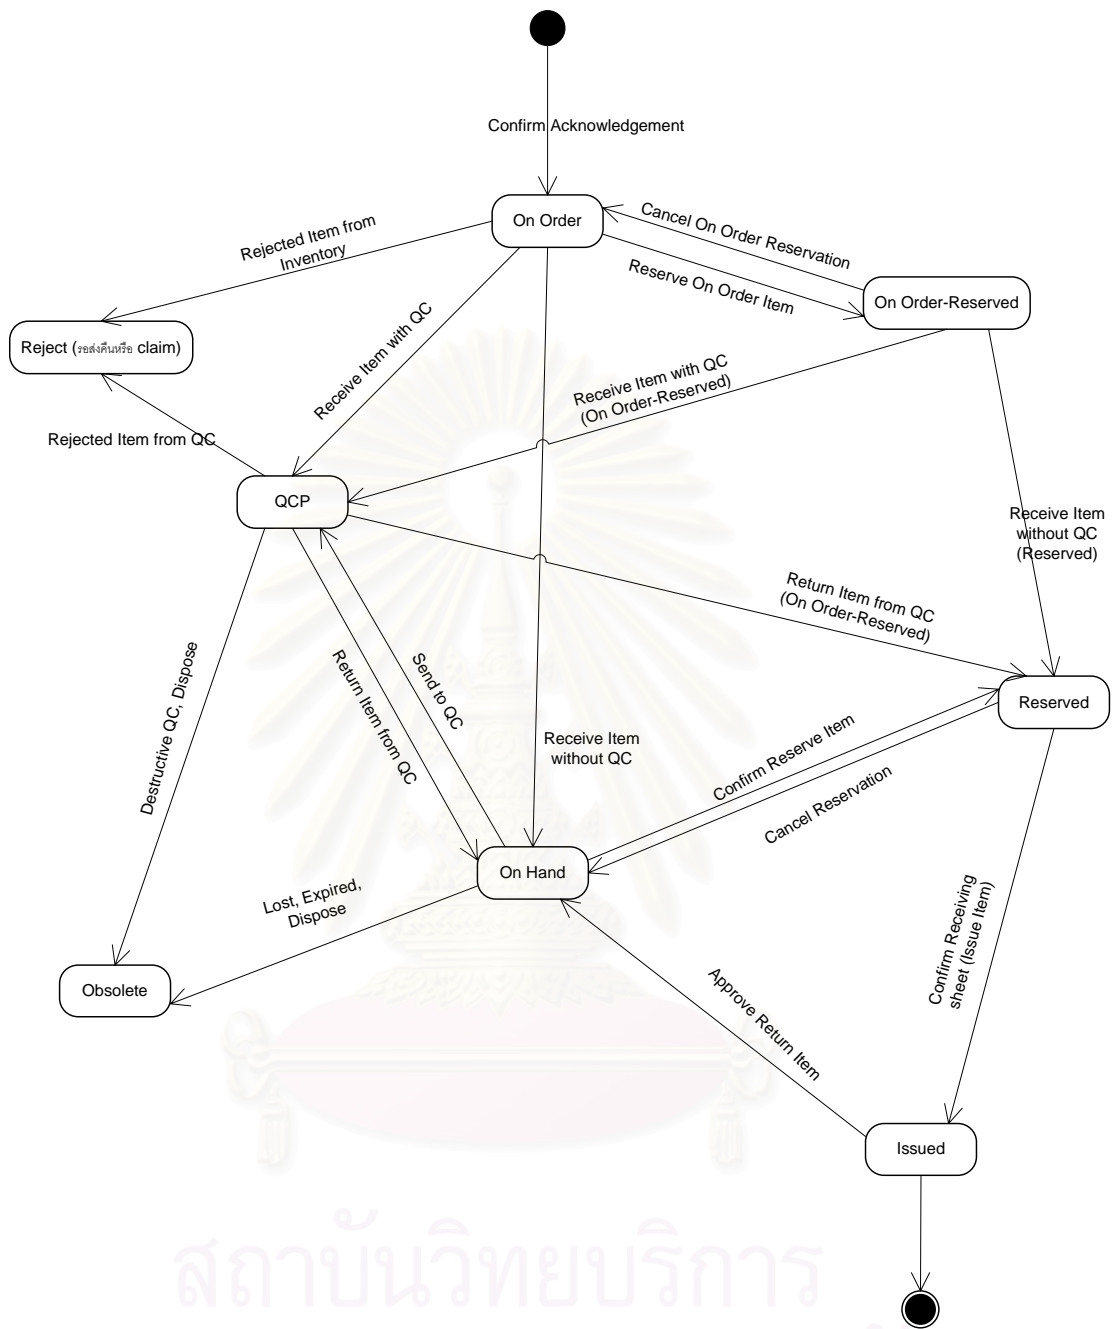 Confirm Acknowledgement
On Order
Cancel On Order Reservation
Rejected Item from
Inventory
Reserve On Order Item
On Order-Reserved
Reject (รอส่งคืนหรือ claim)
Receive Item with QC
Receive Item with QC
(On Order-Reserved)
Rejected Item from QC
QCP
Receive Item
without QC
(Reserved)
Return Item from QC
(On Order-Reserved)
Destructive QC, Dispose
Return Item from QC
Send to QC
Reserved
Receive Item
without QC
Confirm Reserve Item
Cancel Reservation
On Hand
Lost, Expired,
Dispose
Confirm Receiving
sheet (Issue Item)
Obsolete
Approve Return Item
Issued
สถาบันวิทยบริการ